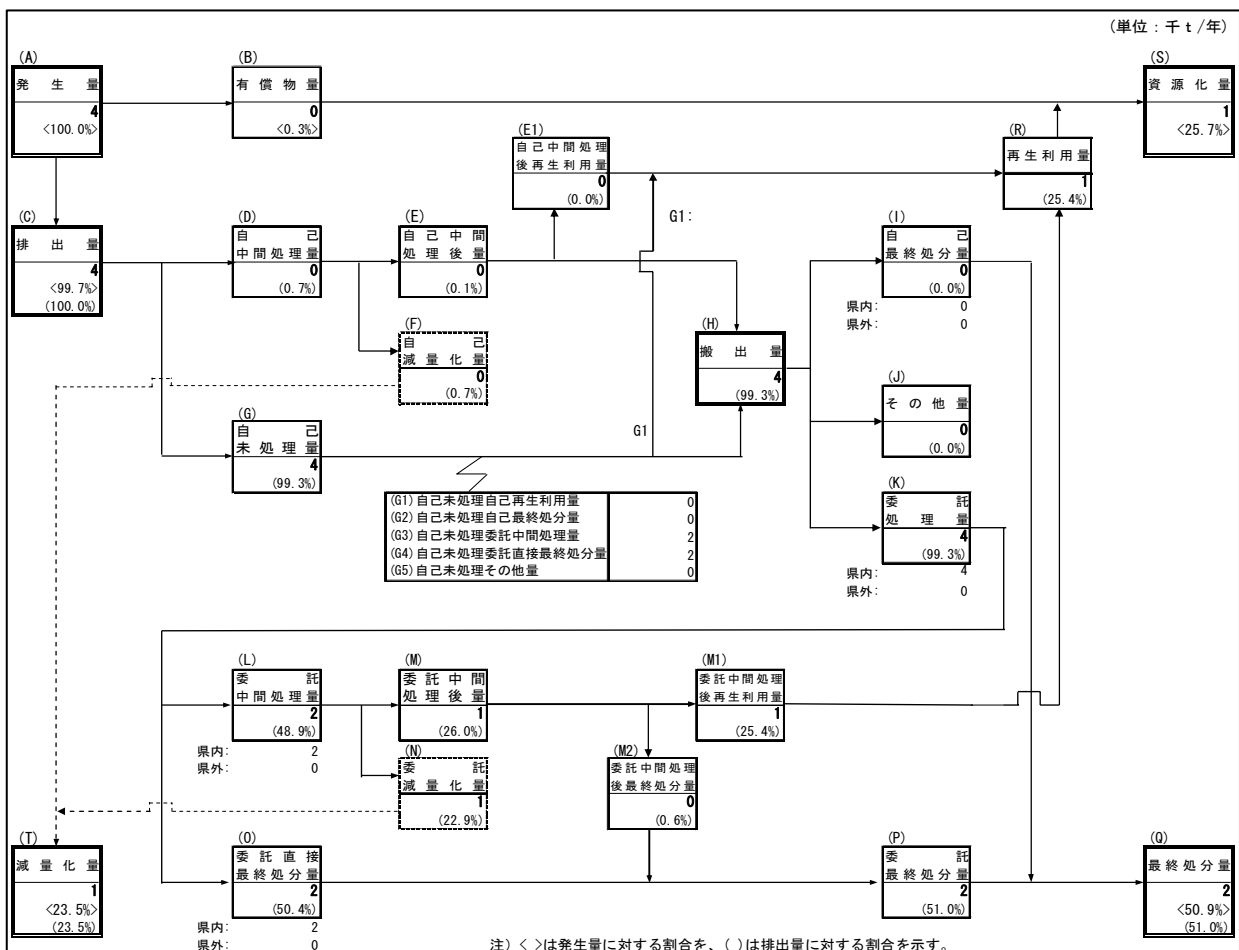 (単位：千ｔ/年)
(A)
発生量
4
<100.0%>
(B)
有償物量
0
<0.3%>
(S)
資源化量
1
<25.7%>
(E1)
自己中間処理
後再生利用量
0
(0.0%)
(R)
再生利用量
1
(25.4%)
G1:
(C)
排出量
4
<99.7%>
(100.0%)
(D)
自己
中間処理量
0
(0.7%)
(E)
自己中間
処理後量
0
(0.1%)
(I)
自己
最終処分量
0
(0.0%)
県内: 0
県外: 0
(F)
自己
減量化量
0
(0.7%)
(H)
搬出量
4
(99.3%)
(J)
その他量
0
(0.0%)
(G)
自己
未処理量
4
(99.3%)
G1
(G1)自己未処理自己再生利用量 0
(G2)自己未処理自己最終処分量 0
(G3)自己未処理委託中間処理量 2
(G4)自己未処理委託直接最終処分量 2
(G5)自己未処理その他量 0
(K)
委託
処理量
4
(99.3%)
県内: 4
県外: 0
(L)
委託
中間処理量
2
(48.9%)
県内: 2
県外: 0
(M)
委託中間
処理後量
1
(26.0%)
(M1)
委託中間処理
後再生利用量
1
(25.4%)
(N)
委託
減量化量
1
(22.9%)
(M2)
委託中間処理
後最終処分量
0
(0.6%)
(T)
減量化量
1
<23.5%>
(23.5%)
(O)
委託直接
最終処分量
2
(50.4%)
県内: 2
県外: 0
(P)
委託
最終処分量
2
(51.0%)
(Q)
最終処分量
2
<50.9%>
(51.0%)
注）< >は発生量に対する割合を、( )は排出量に対する割合を示す。